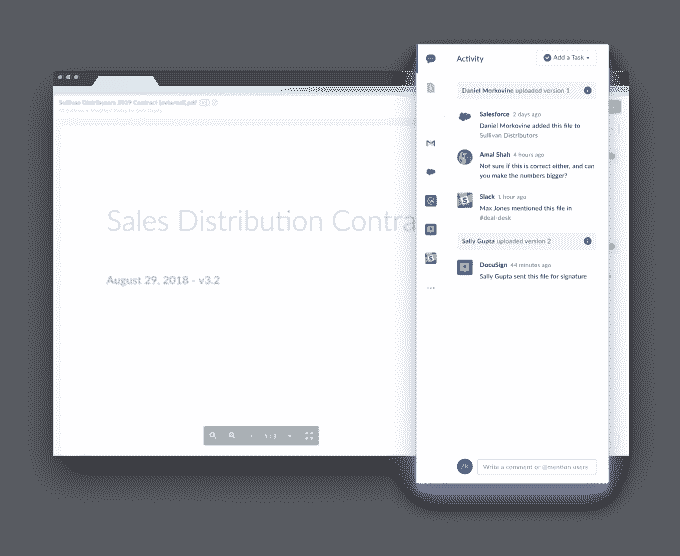 Sullivan Distributors 2019 Contract
Sales Distribution Contra
August 29, 2018 - v3.2
Activity
Add a Task
Daniel Morkovine uploaded version 1
Salesforce 2 days ago
Daniel Morkovine added this file to
Sullivan Distributors
Amal Shah 4 hours ago
Not sure if this is correct either, and can
you make the numbers bigger?
Slack 1 hour ago
Max Jones mentioned this file in
#deal-desk
Sally Gupta uploaded version 2
DocuSign 44 minutes ago
Sally Gupta sent this file for signature
Write a comment or @mention users